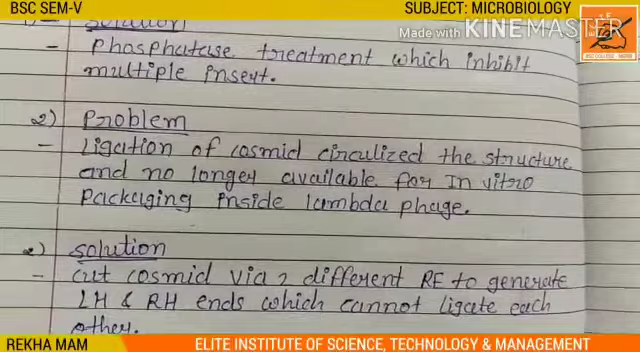 BSC SEM-V
SUBJECT: MICROBIOLOGY
Made with KINEMASTER
1) - solution
- Phosphatase treatment which inhibit
multiple insert.
2) Problem
- Ligation of cosmid circulized the structure
and no longer available for In vitro
Packaging inside lambda phage.
2) solution
- cut cosmid via 2 different RE to generate
LH & RH ends which cannot ligate each
other.
REKHA MAM
ELITE INSTITUTE OF SCIENCE, TECHNOLOGY & MANAGEMENT